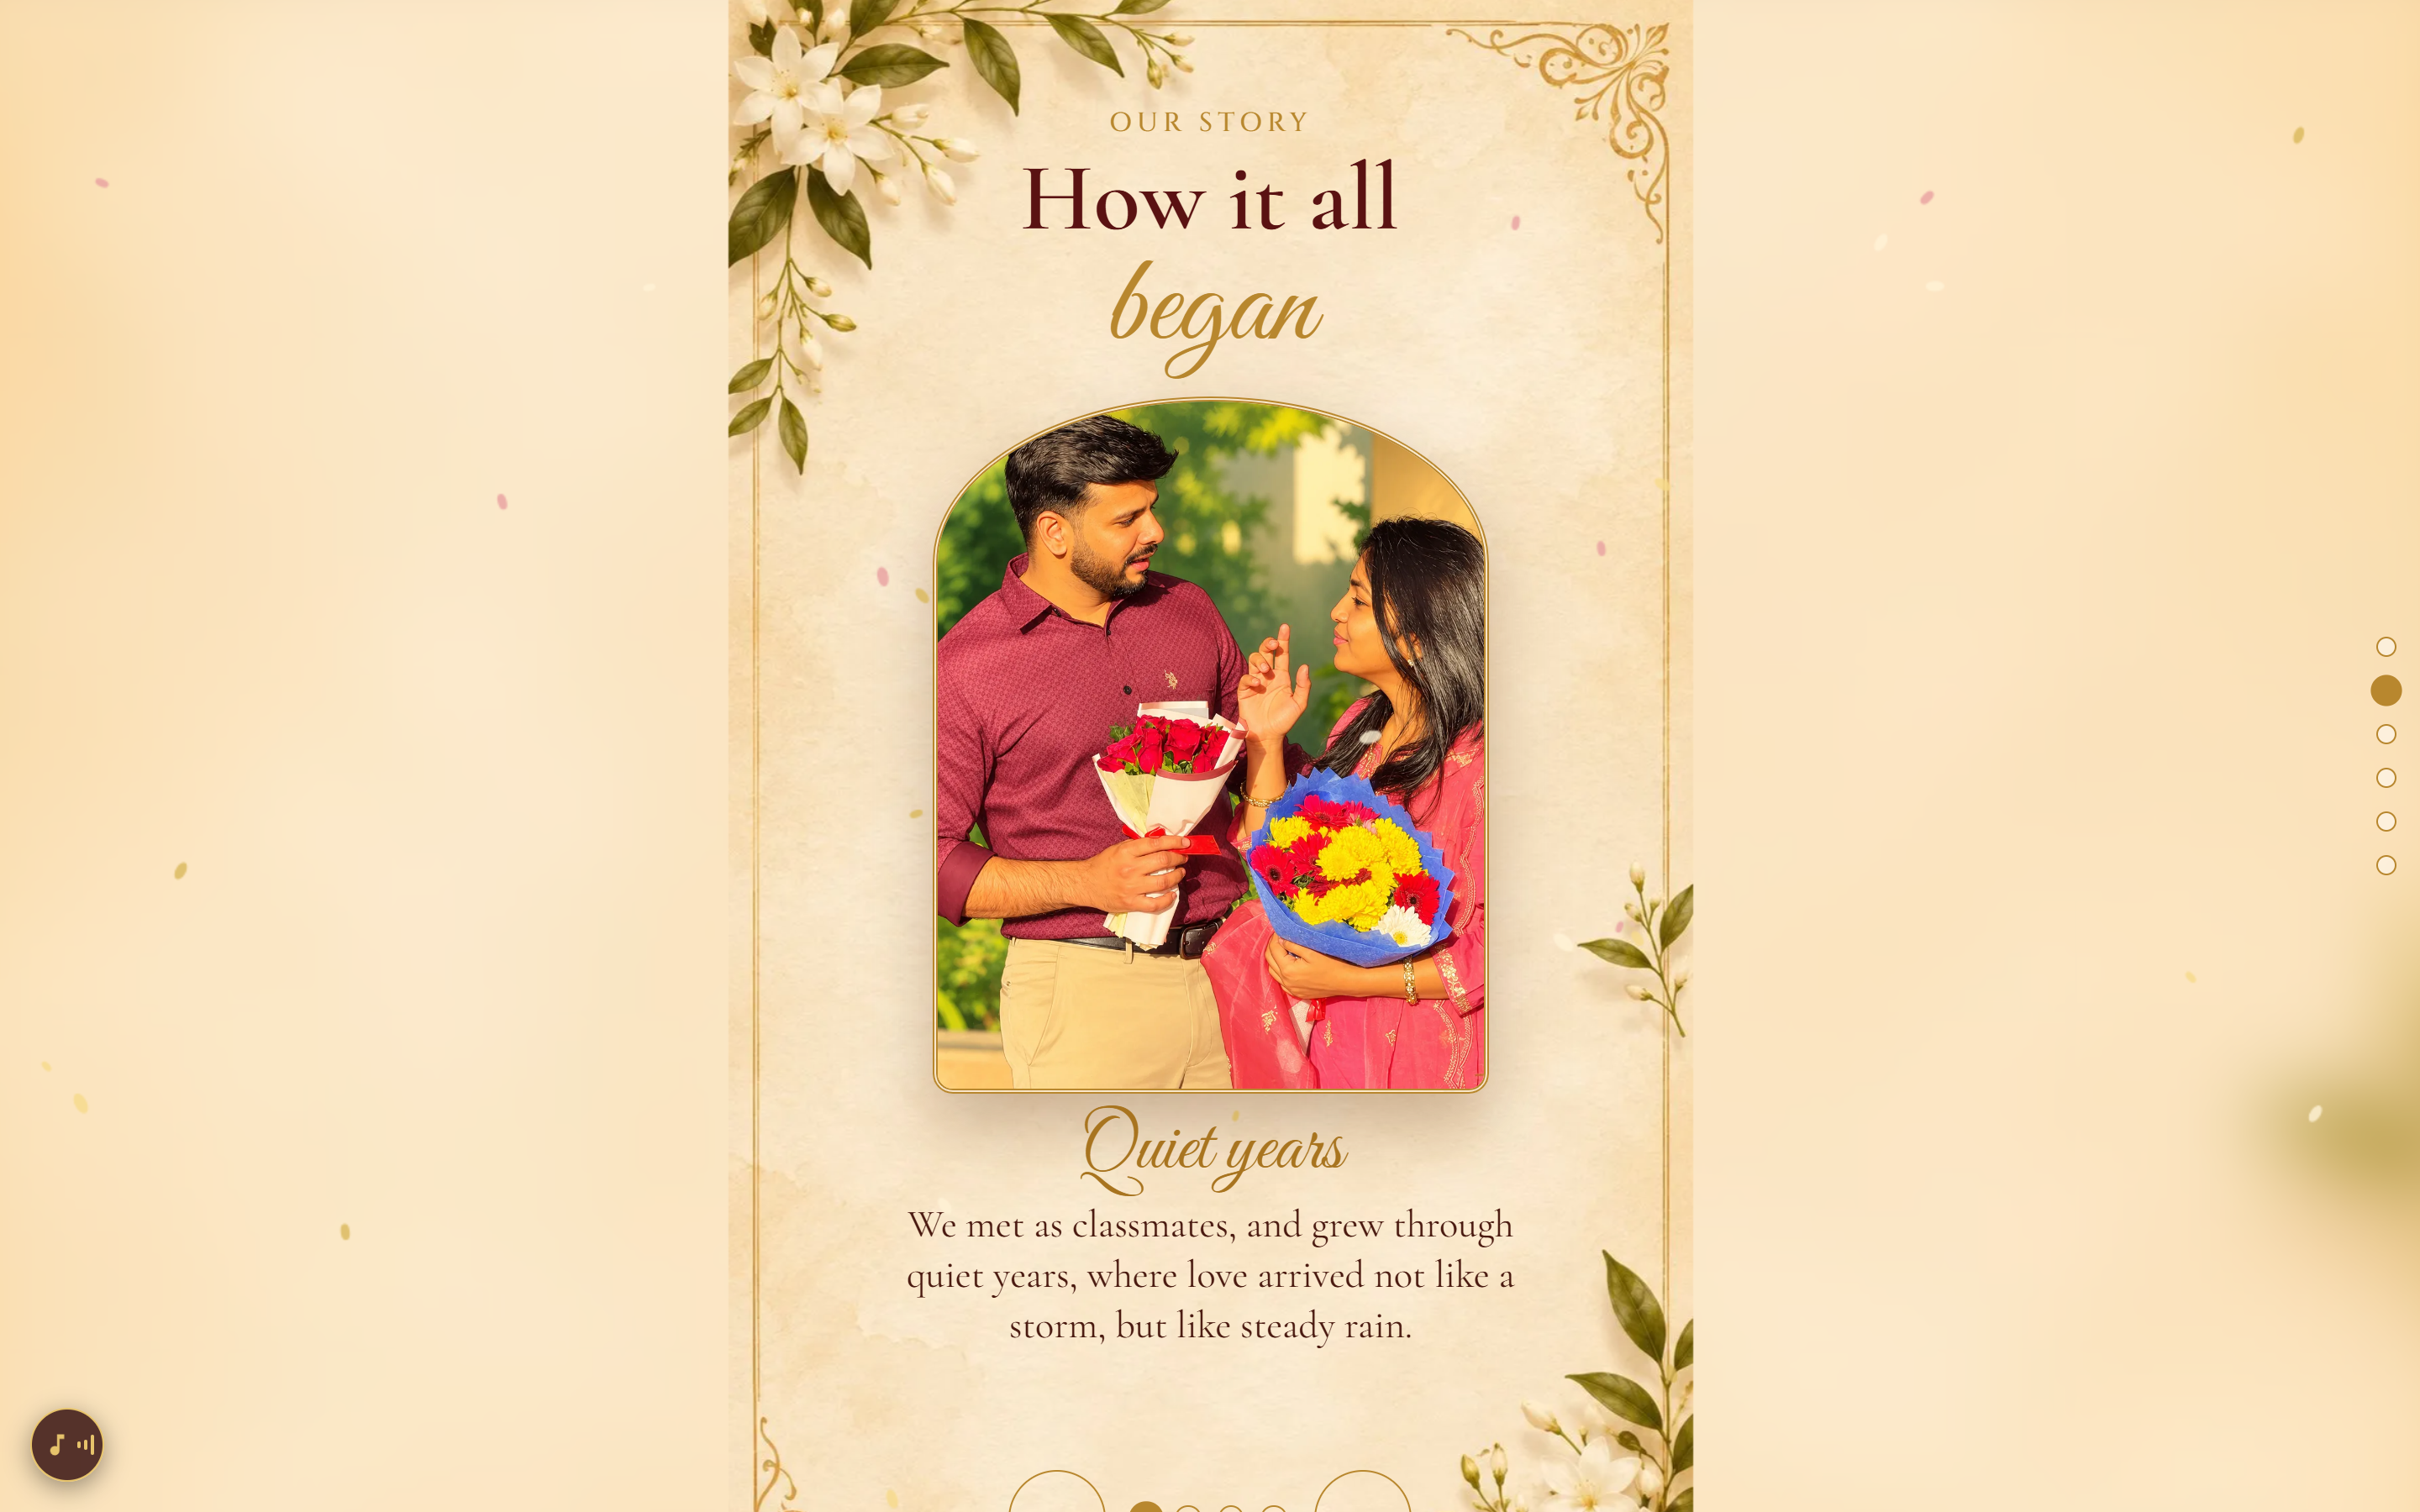 OUR STORY
How it all
began
Quiet years
We met as classmates, and grew through
quiet years, where love arrived not like a
storm, but like steady rain.